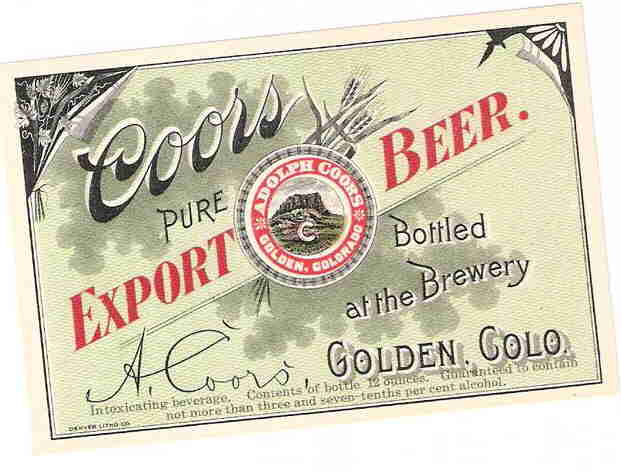 Coors
PURE
EXPORT BEER.
ADOLPH COORS
GOLDEN, COLORADO
C
Bottled
at the Brewery
GOLDEN. COLO.
A. Coors,
Intoxicating beverage. Contents of bottle 12 ounces. Guaranteed to contain
not more than three and seven-tenths per cent alcohol.
DENVER LITHO CO